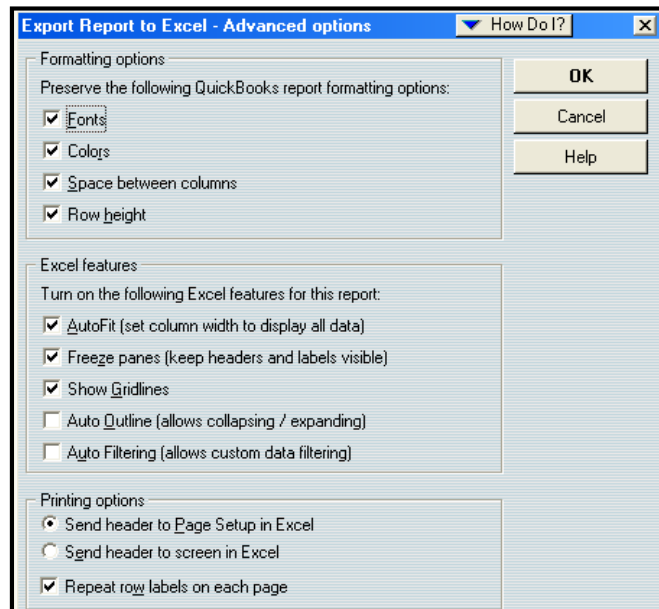 Export Report to Excel - Advanced options
How Do I?
Formatting options
Preserve the following QuickBooks report formatting options:
Fonts
Colors
Space between columns
Row height
OK
Cancel
Help
Excel features
Turn on the following Excel features for this report:
AutoFit (set column width to display all data)
Freeze panes (keep headers and labels visible)
Show Gridlines
Auto Outline (allows collapsing / expanding)
Auto Filtering (allows custom data filtering)
Printing options
Send header to Page Setup in Excel
Send header to screen in Excel
Repeat row labels on each page